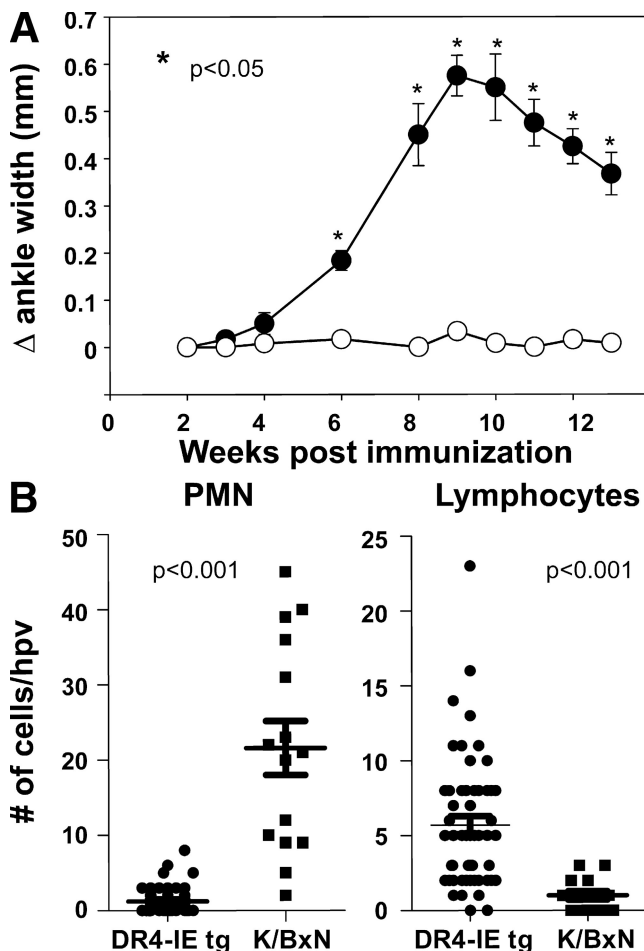 A
* p<0.05
Δ ankle width (mm)
0.7
0.6
0.5
0.4
0.3
0.2
0.1
0
* * * * * * *
0 2 4 6 8 10 12
Weeks post immunization
B
PMN
Lymphocytes
# of cells/hpv
50
40
30
20
10
0
p<0.001
DR4-IE tg K/BxN
25
20
15
10
5
0
p<0.001
DR4-IE tg K/BxN